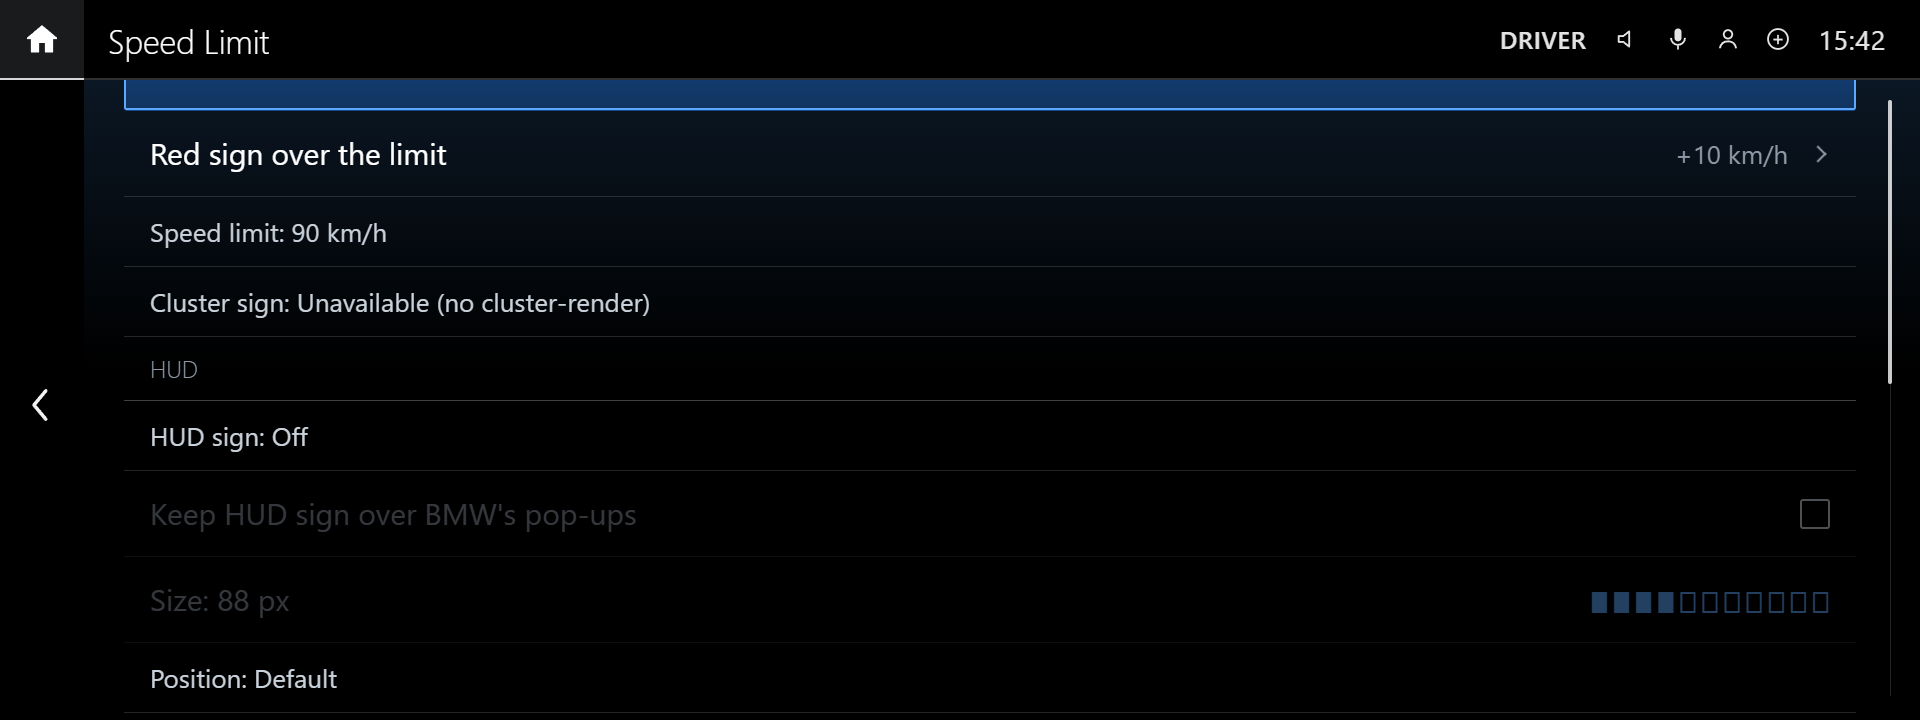 Speed Limit
DRIVER 15:42
Red sign over the limit +10 km/h
Speed limit: 90 km/h
Cluster sign: Unavailable (no cluster-render)
HUD
HUD sign: Off
Keep HUD sign over BMW's pop-ups
Size: 88 px
Position: Default